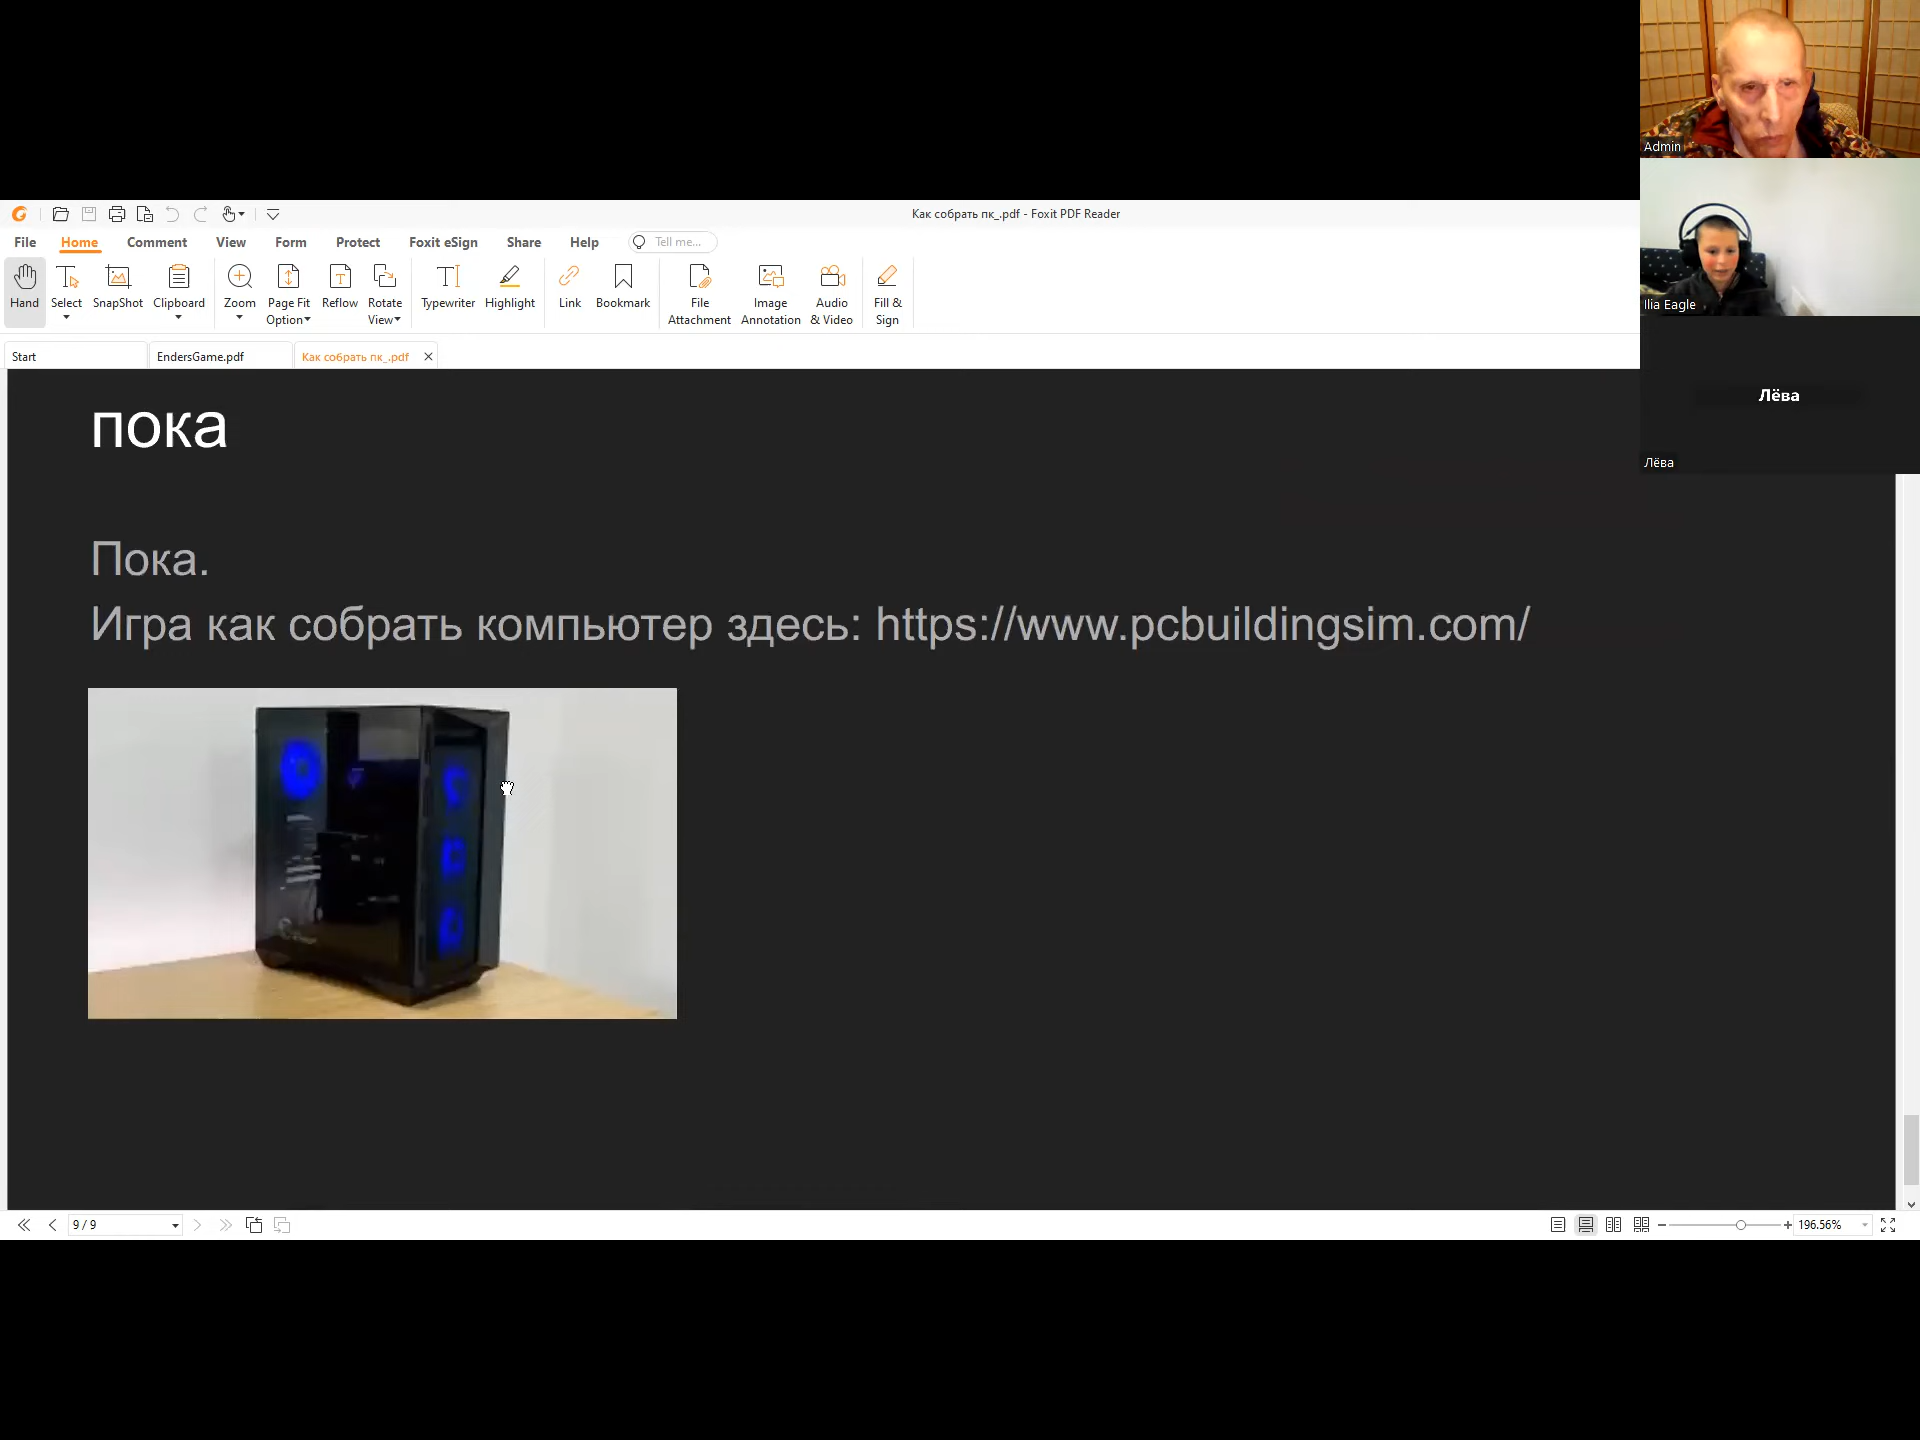 Admin
Как собрать пк_.pdf - Foxit PDF Reader
File Home Comment View Form Protect Foxit eSign Share Help Tell me...
Hand Select SnapShot Clipboard Zoom Page Fit Option Reflow Rotate View Typewriter Highlight Link Bookmark File Attachment Image Annotation Audio & Video Fill & Sign
Ilia Eagle
Start EndersGame.pdf Как собрать пк_.pdf
Лёва
Лёва
пока
Пока.
Игра как собрать компьютер здесь: https://www.pcbuildingsim.com/
9 / 9
196.56%